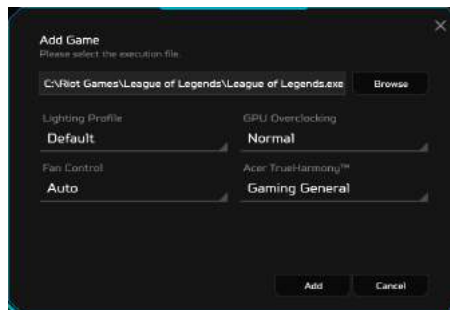 Add Game
Please select the execution file.
C:\Riot Games\League of Legends\League of Legends.exe
Browse
Lighting Profile
GPU Overclocking
Default
Normal
Fan Control
Acer TrueHarmony™
Auto
Gaming General
Add
Cancel